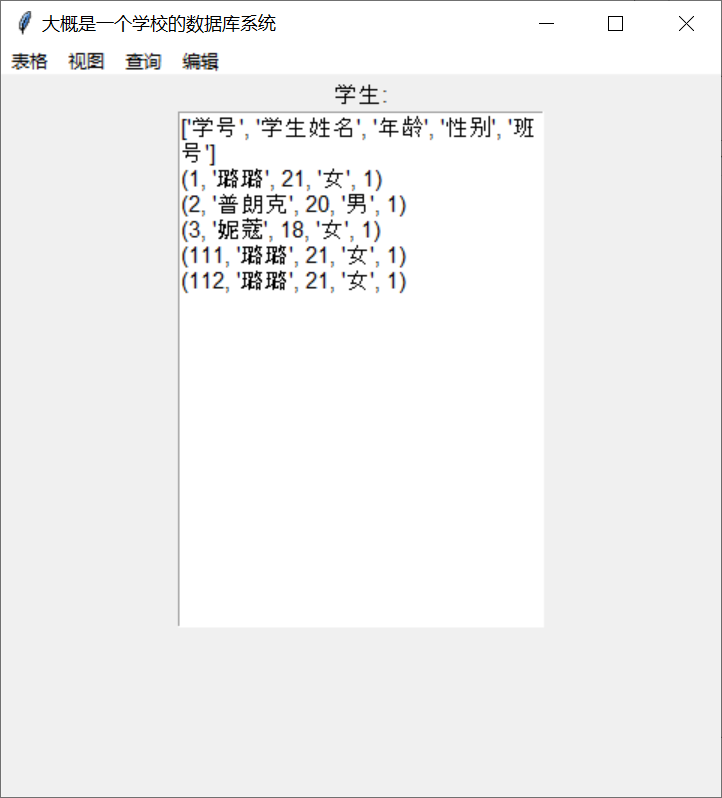 大概是一个学校的数据库系统
表格 视图 查询 编辑
学生:
['学号', '学生姓名', '年龄', '性别', '班
号']
(1, '璐璐', 21, '女', 1)
(2, '普朗克', 20, '男', 1)
(3, '妮蔻', 18, '女', 1)
(111, '璐璐', 21, '女', 1)
(112, '璐璐', 21, '女', 1)